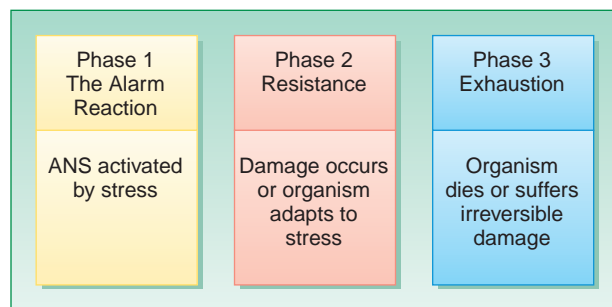 Phase 1
The Alarm
Reaction
ANS activated
by stress
Phase 2
Resistance
Damage occurs
or organism
adapts to
stress
Phase 3
Exhaustion
Organism
dies or suffers
irreversible
damage